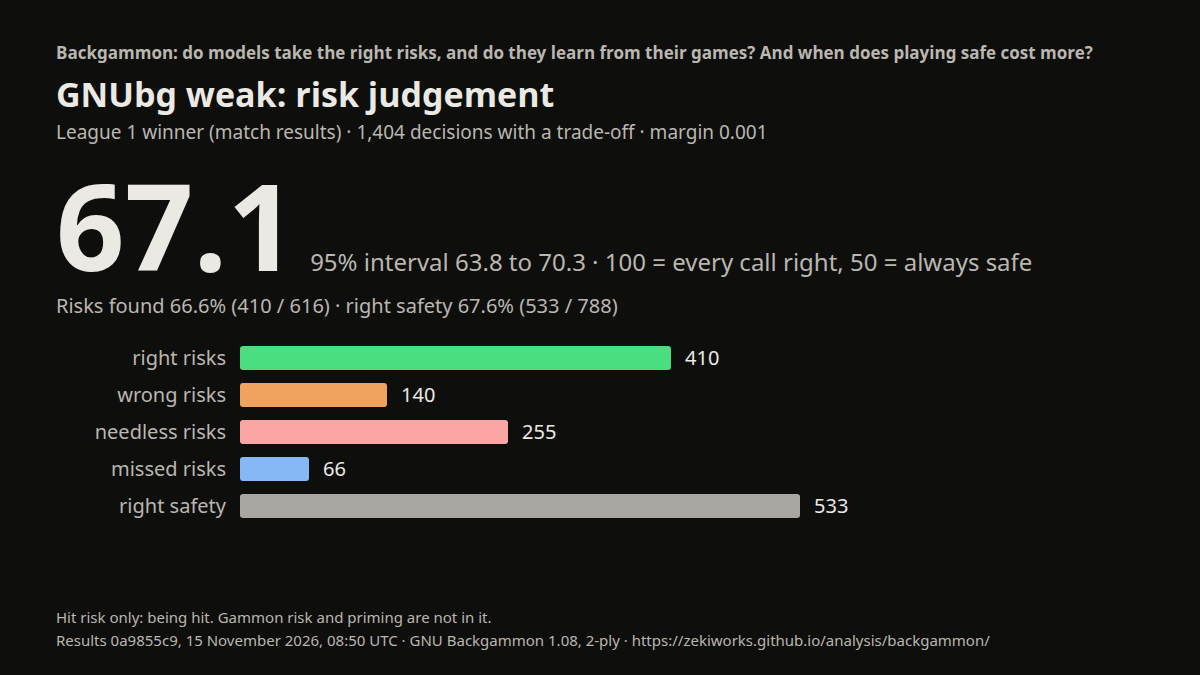 Backgammon: do models take the right risks, and do they learn from their games? And when does playing safe cost more?
GNUbg weak: risk judgement
League 1 winner (match results) · 1,404 decisions with a trade-off · margin 0.001
67.1 95% interval 63.8 to 70.3 · 100 = every call right, 50 = always safe
Risks found 66.6% (410 / 616) · right safety 67.6% (533 / 788)
right risks 410
wrong risks 140
needless risks 255
missed risks 66
right safety 533
Hit risk only: being hit. Gammon risk and priming are not in it.
Results 0a9855c9, 15 November 2026, 08:50 UTC · GNU Backgammon 1.08, 2-ply · https://zekiworks.github.io/analysis/backgammon/